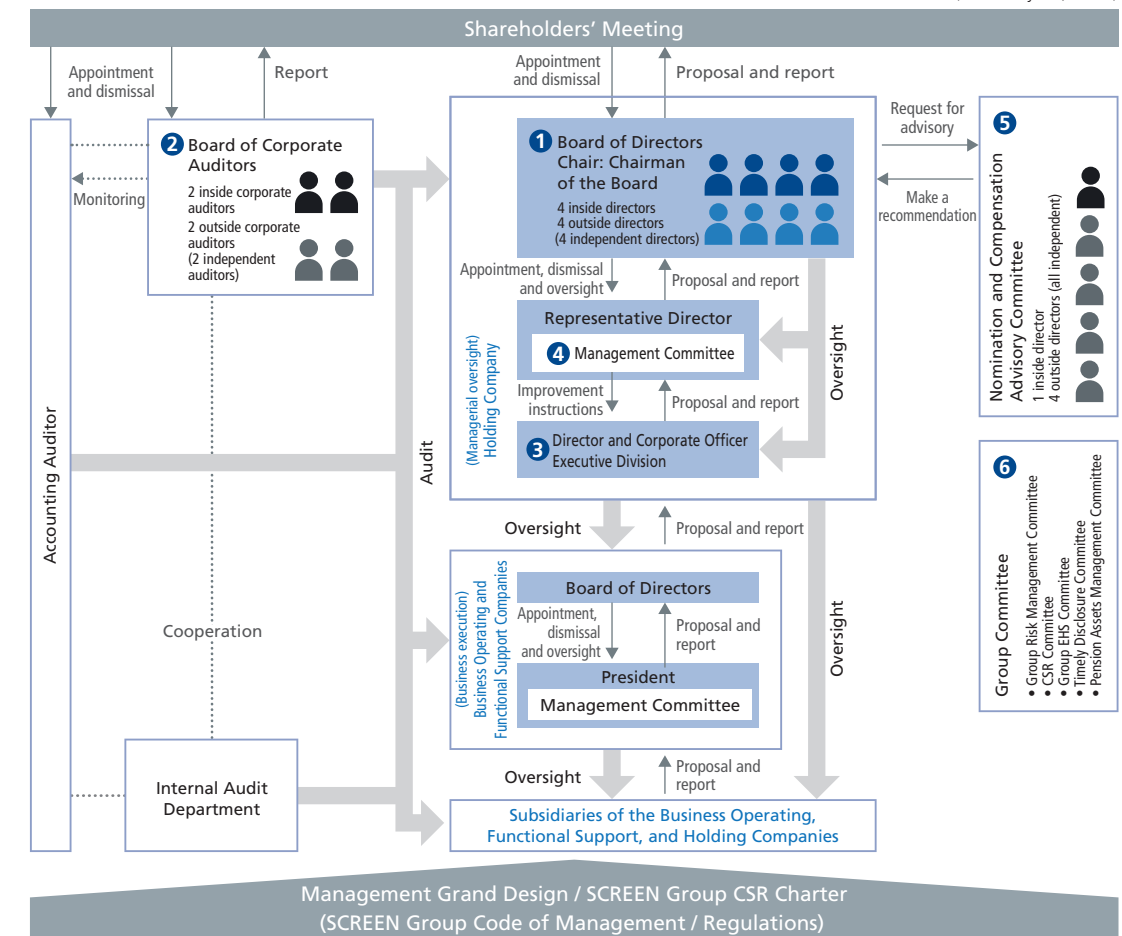 Shareholders’ Meeting
Appointment
and dismissal
Report
Appointment
and dismissal
Proposal and report
Accounting Auditor
2 Board of Corporate
Auditors
2 inside corporate
auditors
2 outside corporate
auditors
(2 independent
auditors)
Monitoring
1 Board of Directors
Chair: Chairman
of the Board
4 inside directors
4 outside directors
(4 independent directors)
Request for
advisory
Make a
recommendation
5
Nomination and Compensation
Advisory Committee
1 inside director
4 outside directors (all independent)
Appointment, dismissal
and oversight
Proposal and report
Representative Director
4 Management Committee
Improvement
instructions
Proposal and report
3 Director and Corporate Officer
Executive Division
(Managerial oversight)
Holding Company
Oversight
Audit
6
Group Committee
• Group Risk Management Committee
• CSR Committee
• Group EHS Committee
• Timely Disclosure Committee
• Pension Assets Management Committee
Oversight
Proposal and report
Oversight
(Business execution)
Business Operating and
Functional Support Companies
Board of Directors
Appointment,
dismissal
and oversight
Proposal and
report
President
Management Committee
Cooperation
Internal Audit
Department
Oversight
Proposal and
report
Subsidiaries of the Business Operating,
Functional Support, and Holding Companies
Management Grand Design / SCREEN Group CSR Charter
(SCREEN Group Code of Management / Regulations)